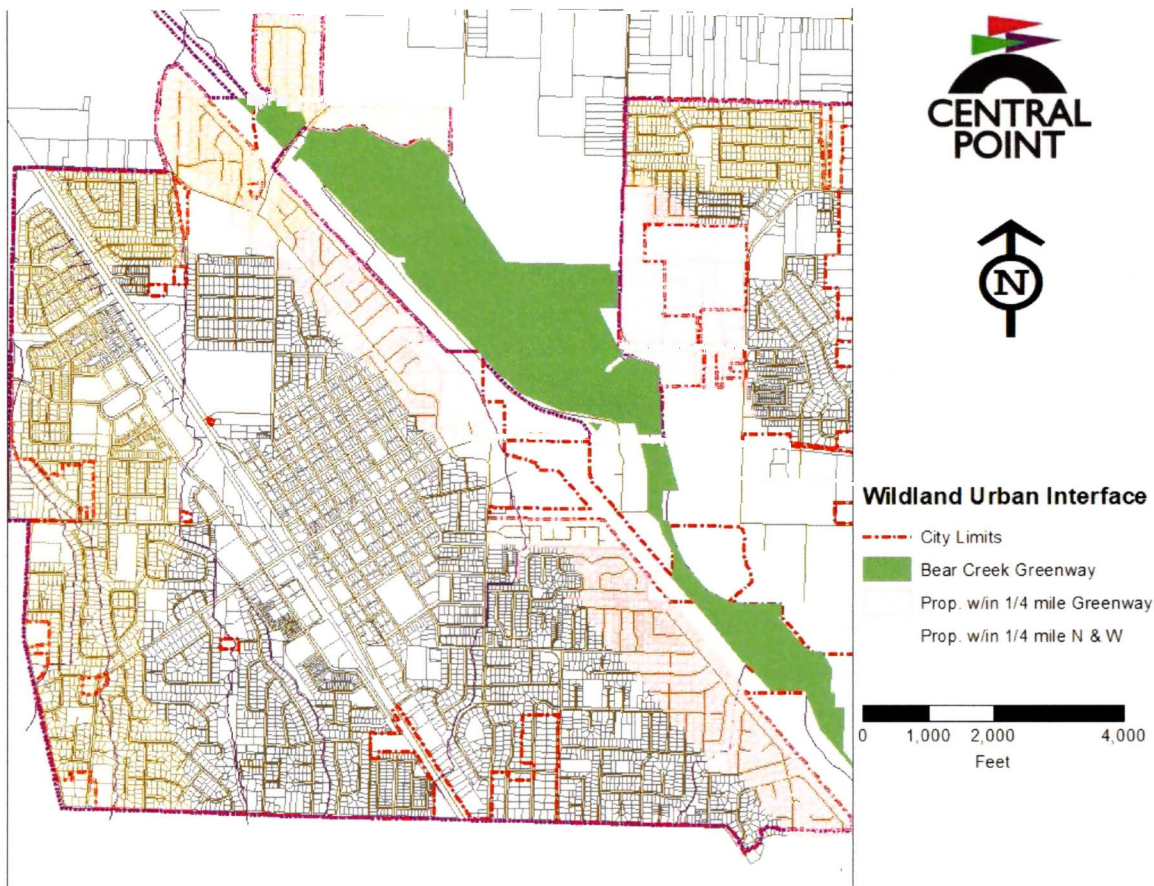 CENTRAL
POINT
N
Wildland Urban Interface
City Limits
Bear Creek Greenway
Prop. w/in 1/4 mile Greenway
Prop. w/in 1/4 mile N & W
0 1,000 2,000 4,000
Feet